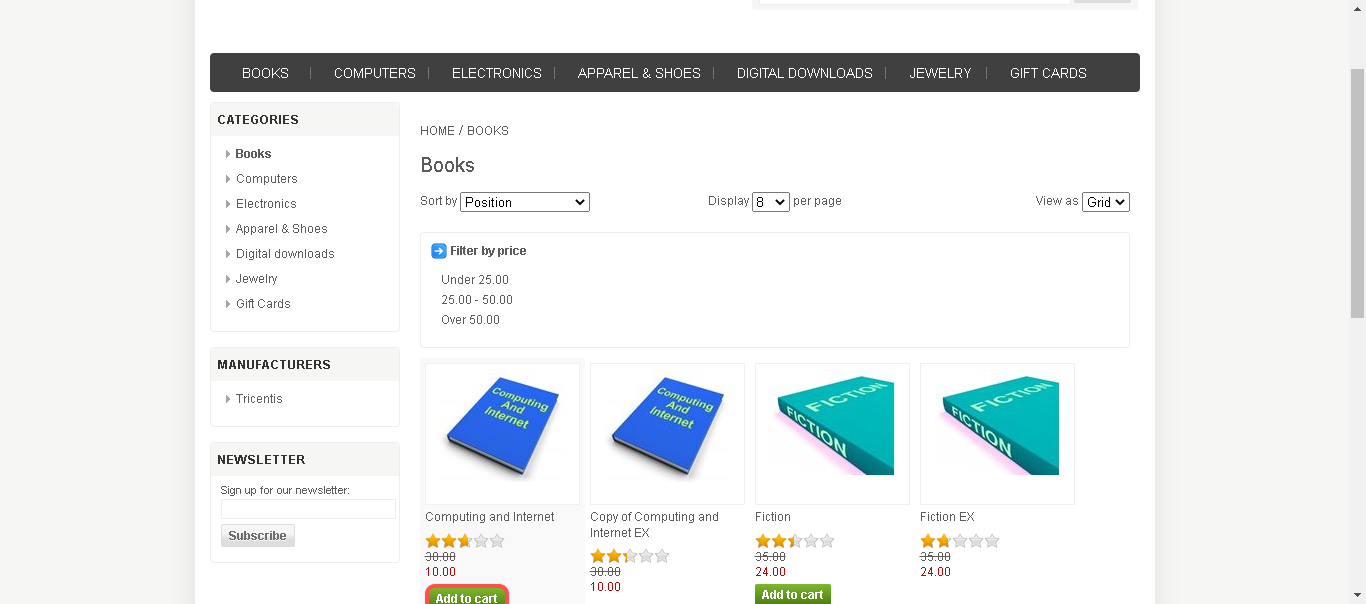 BOOKS
COMPUTERS
ELECTRONICS
APPAREL & SHOES
DIGITAL DOWNLOADS
JEWELRY
GIFT CARDS
CATEGORIES
Books
Computers
Electronics
Apparel & Shoes
Digital downloads
Jewelry
Gift Cards
MANUFACTURERS
Tricentis
NEWSLETTER
Sign up for our newsletter:
Subscribe
HOME / BOOKS
Books
Sort by Position
Display 8 per page
View as Grid
Filter by price
Under 25.00
25.00 - 50.00
Over 50.00
Computing
And
Internet
Computing and Internet
30.00
10.00
Add to cart
Computing
And
Internet
Copy of Computing and
Internet EX
30.00
10.00
FICTION
FICTION
Fiction
35.00
24.00
Add to cart
FICTION
FICTION
Fiction EX
35.00
24.00